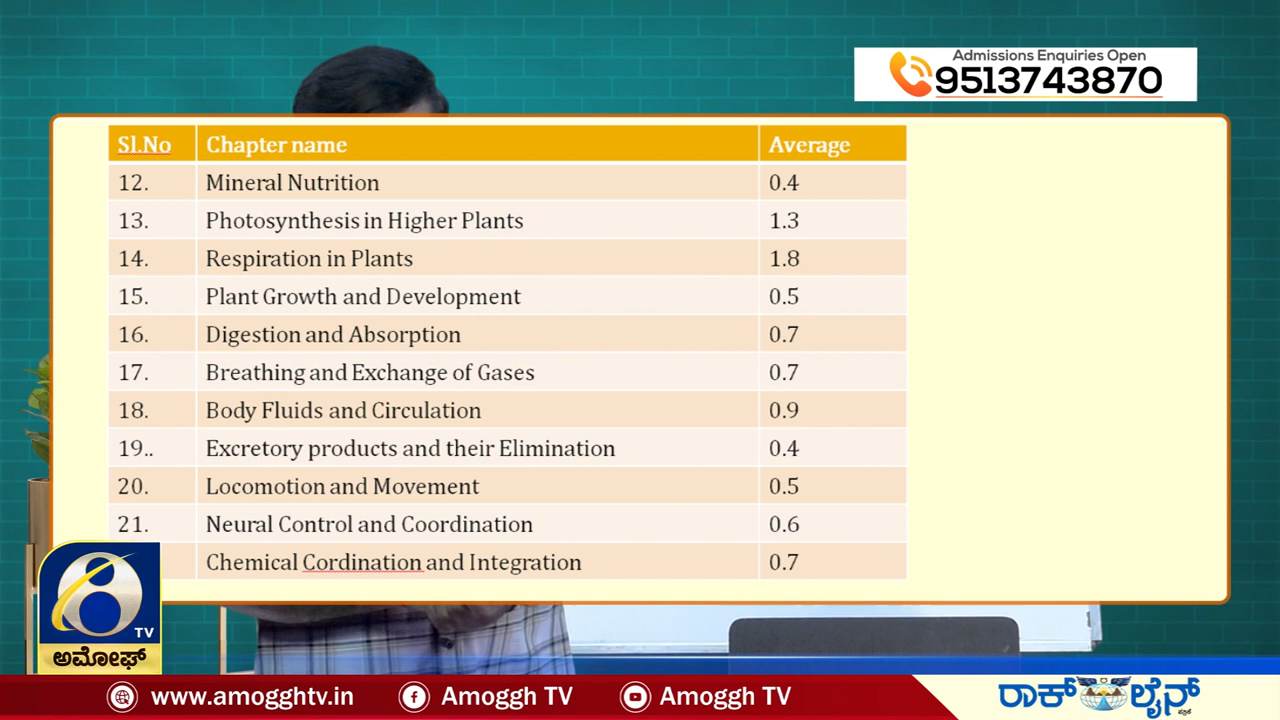 Admissions Enquiries Open
9513743870
Sl.No Chapter name Average
12. Mineral Nutrition 0.4
13. Photosynthesis in Higher Plants 1.3
14. Respiration in Plants 1.8
15. Plant Growth and Development 0.5
16. Digestion and Absorption 0.7
17. Breathing and Exchange of Gases 0.7
18. Body Fluids and Circulation 0.9
19.. Excretory products and their Elimination 0.4
20. Locomotion and Movement 0.5
21. Neural Control and Coordination 0.6
Chemical Cordination and Integration 0.7
8
TV
ಅಮೋಘ್
www.amogghtv.in Amoggh TV Amoggh TV
ರಾಕ್ ಲೈನ್